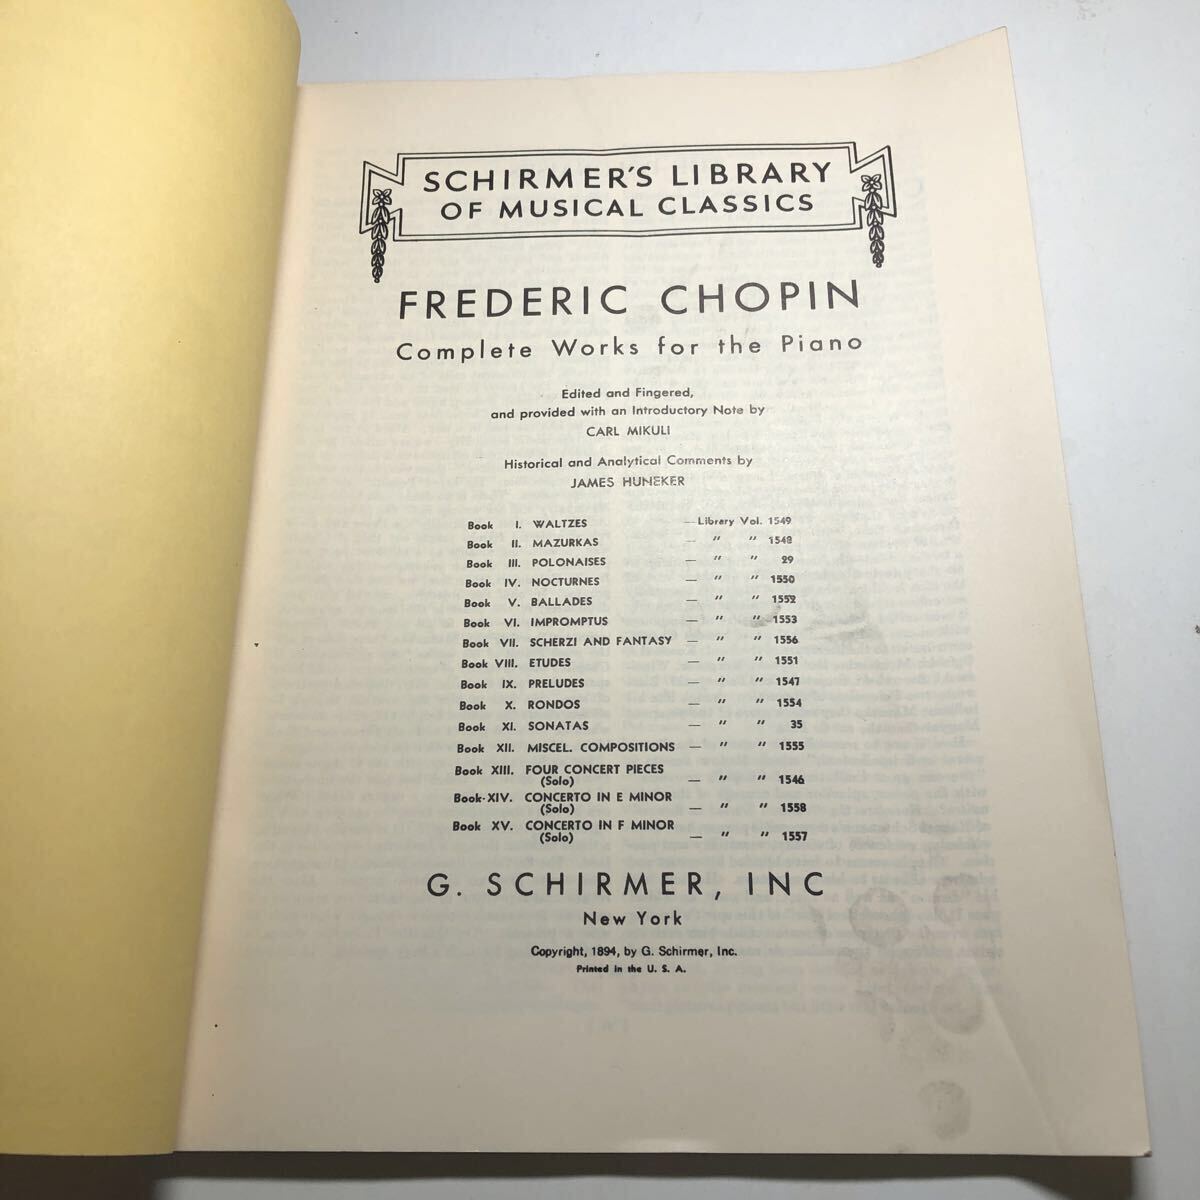 SCHIRMER'S LIBRARY
OF MUSICAL CLASSICS
FREDERIC CHOPIN
Complete Works for the Piano
Edited and Fingered,
and provided with an Introductory Note by
CARL MIKULI
Historical and Analytical Comments by
JAMES HUNEKER
Book I. WALTZES — Library Vol. 1549
Book II. MAZURKAS — " " 1548
Book III. POLONAISES — " " 29
Book IV. NOCTURNES — " " 1550
Book V. BALLADES — " " 1552
Book VI. IMPROMPTUS — " " 1553
Book VII. SCHERZI AND FANTASY — " " 1556
Book VIII. ETUDES — " " 1551
Book IX. PRELUDES — " " 1547
Book X. RONDOS — " " 1554
Book XI. SONATAS — " " 35
Book XII. MISCEL. COMPOSITIONS — " " 1555
Book XIII. FOUR CONCERT PIECES
(Solo) — " " 1546
Book XIV. CONCERTO IN E MINOR
(Solo) — " " 1558
Book XV. CONCERTO IN F MINOR
(Solo) — " " 1557
G. SCHIRMER, INC
New York
Copyright, 1894, by G. Schirmer, Inc.
Printed in the U. S. A.